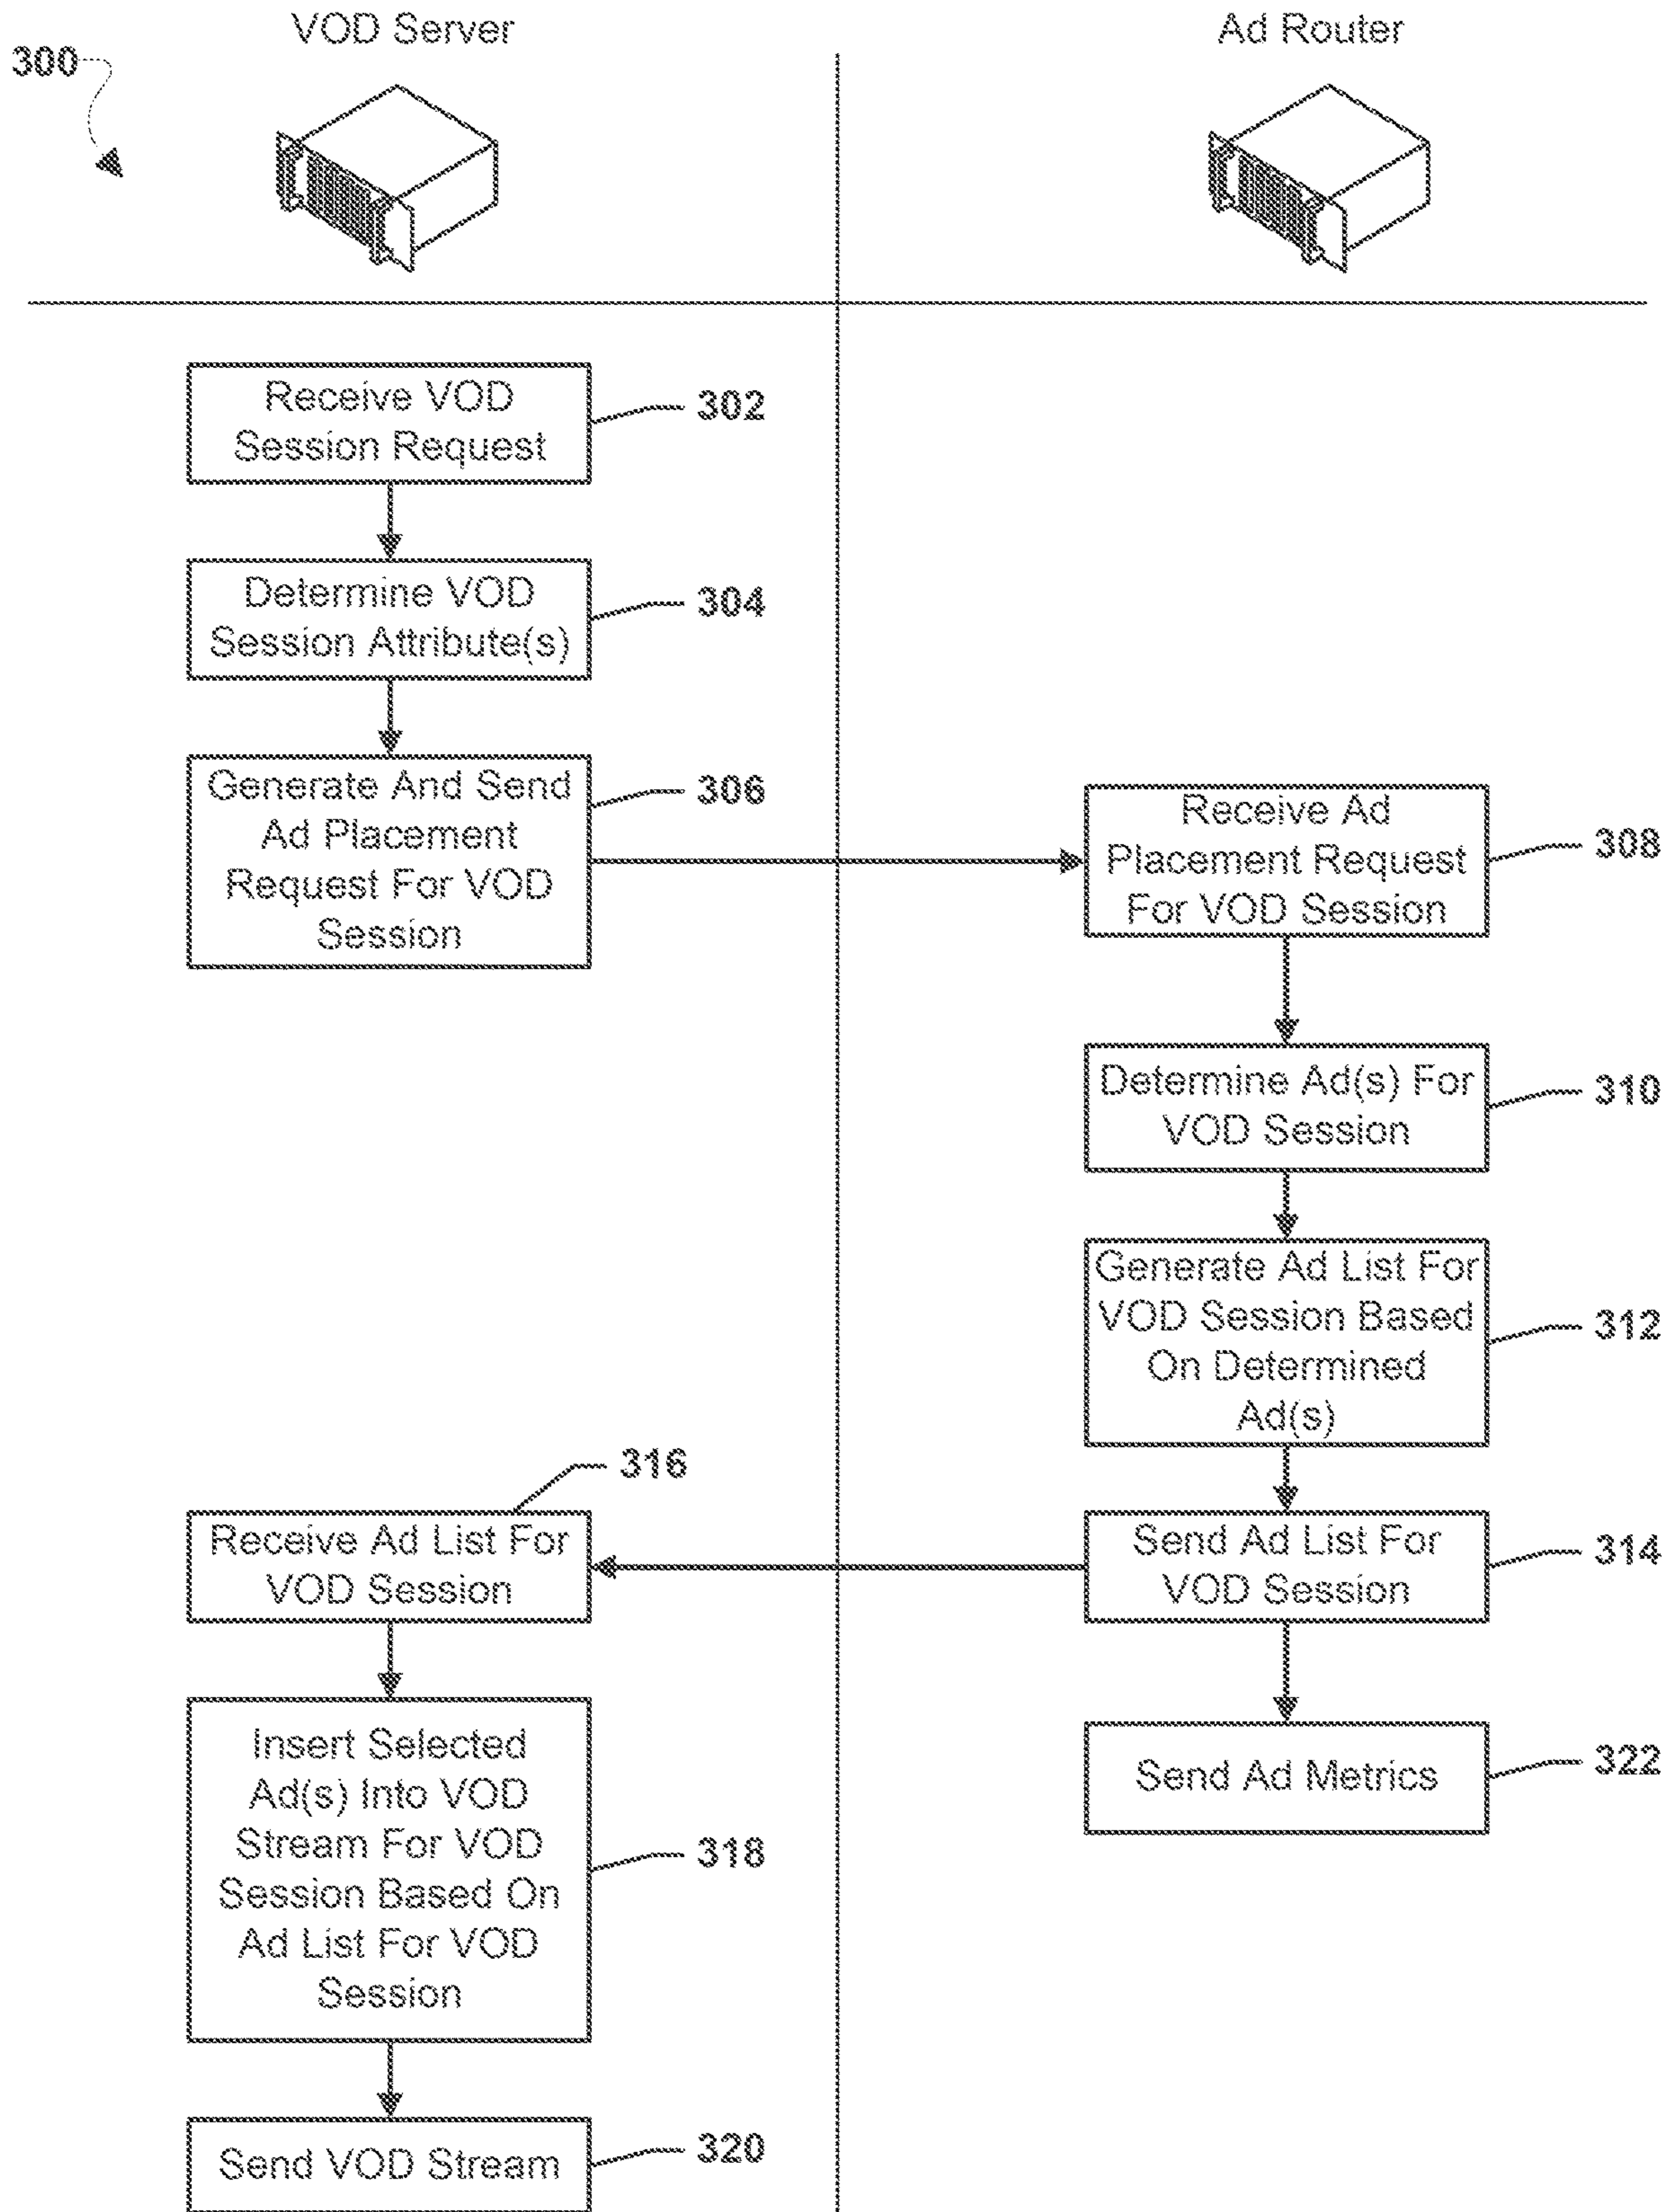 VOD Server
Ad Router
300
Receive VOD
Session Request
302
Determine VOD
Session Attribute(s)
304
Generate And Send
Ad Placement
Request For VOD
Session
306
Receive Ad
Placement Request
For VOD Session
308
Determine Ad(s) For
VOD Session
310
Generate Ad List For
VOD Session Based
On Determined
Ad(s)
312
Send Ad List For
VOD Session
314
316
Receive Ad List For
VOD Session
Insert Selected
Ad(s) Into VOD
Stream For VOD
Session Based On
Ad List For VOD
Session
318
Send Ad Metrics
322
Send VOD Stream
320